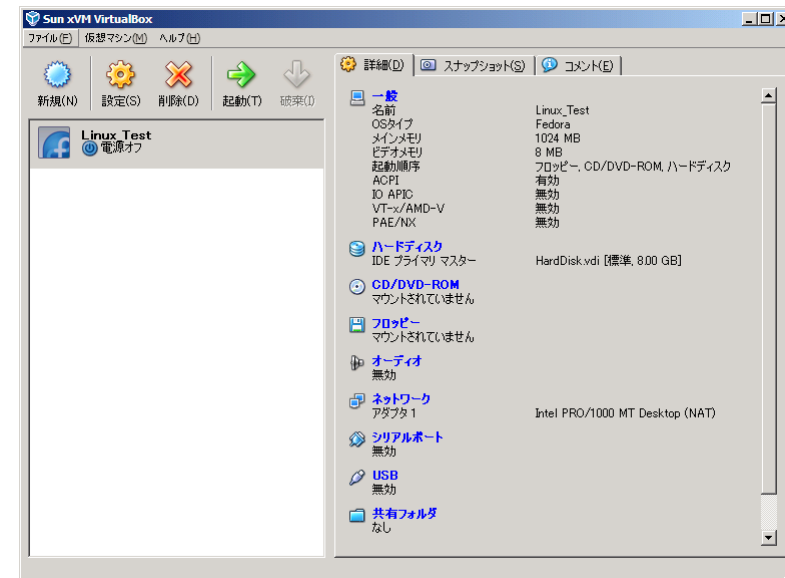 Sun xVM VirtualBox
ファイル(F) 仮想マシン(M) ヘルプ(H)
新規(N) 設定(S) 削除(D) 起動(T) 破棄(I)
Linux_Test
電源オフ
詳細(D) スナップショット(S) コメント(E)
一般
名前 Linux_Test
OSタイプ Fedora
メインメモリ 1024 MB
ビデオメモリ 8 MB
起動順序 フロッピー, CD/DVD-ROM, ハードディスク
ACPI 有効
IO APIC 無効
VT-x/AMD-V 無効
PAE/NX 無効
ハードディスク
IDE プライマリ マスター HardDisk.vdi [標準, 8.00 GB]
CD/DVD-ROM
マウントされていません
フロッピー
マウントされていません
オーディオ
無効
ネットワーク
アダプタ 1 Intel PRO/1000 MT Desktop (NAT)
シリアルポート
無効
USB
無効
共有フォルダ
なし